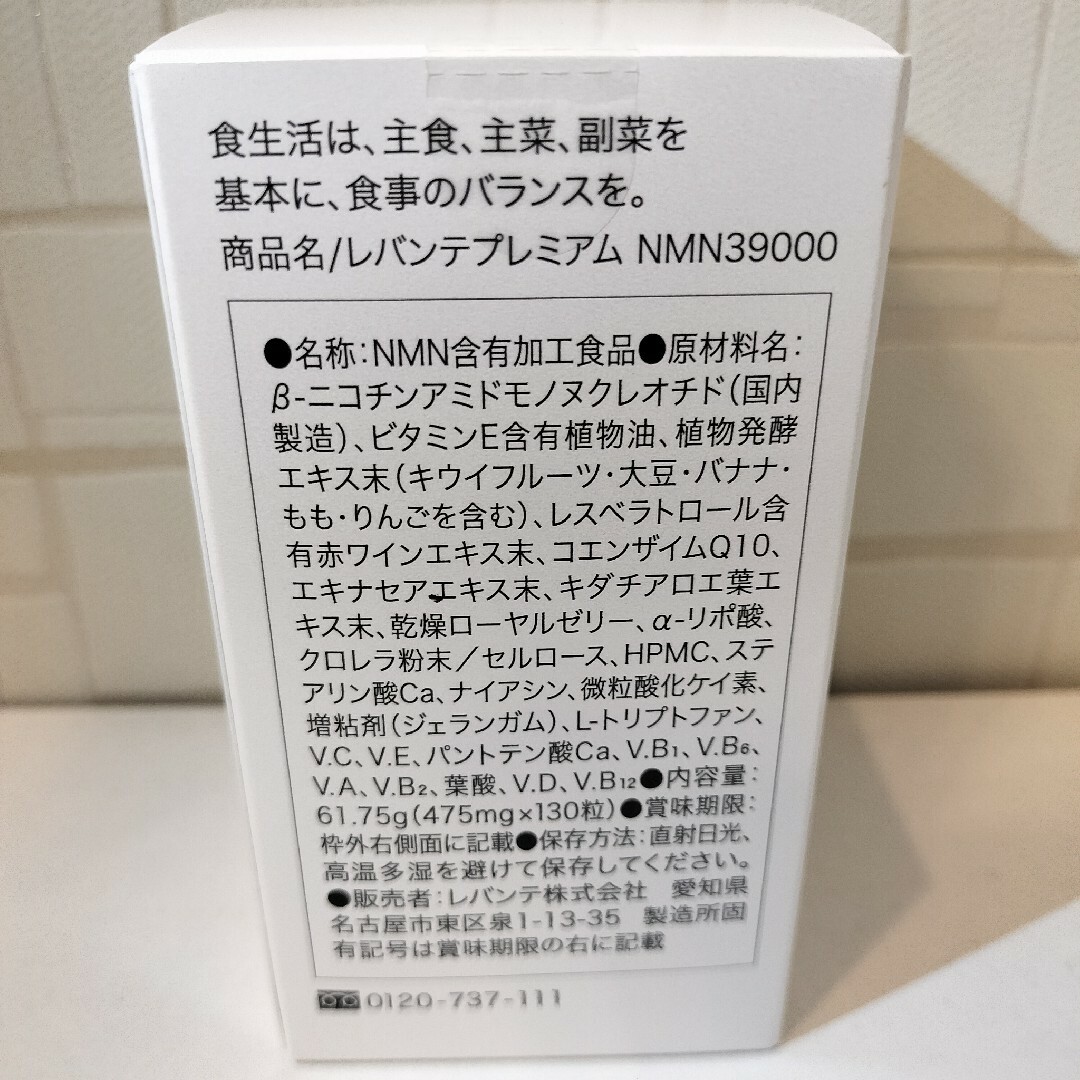 食生活は、主食、主菜、副菜を
基本に、食事のバランスを。
商品名/レバンテプレミアム NMN39000
●名称：NMN含有加工食品●原材料名：
β-ニコチンアミドモノヌクレオチド(国内
製造)、ビタミンE含有植物油、植物発酵
エキス末(キウイフルーツ・大豆・バナナ・
もも・りんごを含む)、レスベラトロール含
有赤ワインエキス末、コエンザイムQ10、
エキナセアエキス末、キダチアロエ葉エ
キス末、乾燥ローヤルゼリー、α-リポ酸、
クロレラ粉末／セルロース、HPMC、ステ
アリン酸Ca、ナイアシン、微粒酸化ケイ素、
増粘剤(ジェランガム)、L-トリプトファン、
V.C、V.E、パントテン酸Ca、V.B₁、V.B₆、
V.A、V.B₂、葉酸、V.D、V.B₁₂●内容量：
61.75g(475mg×130粒)●賞味期限：
枠外右側面に記載●保存方法：直射日光、
高温多湿を避けて保存してください。
●販売者：レバンテ株式会社　愛知県
名古屋市東区泉1-13-35　製造所固
有記号は賞味期限の右に記載
0120-737-111